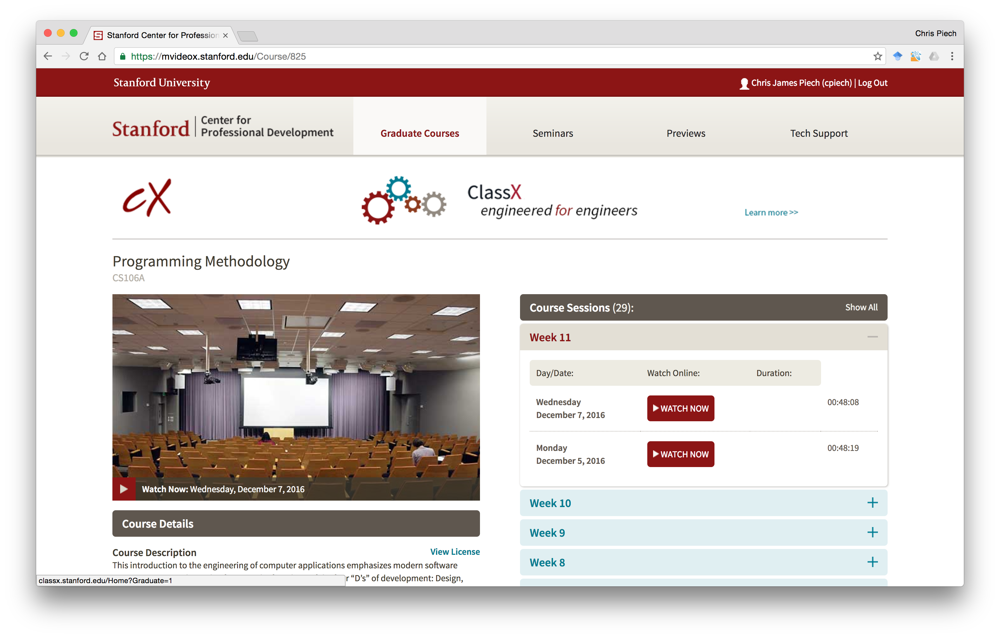 Stanford Center for Profession
Chris Piech
https://mvideox.stanford.edu/Course/825
Stanford University
Chris James Piech (cpiech) | Log Out
Stanford
Center for
Professional Development
Graduate Courses
Seminars
Previews
Tech Support
cX
ClassX
engineered for engineers
Learn more >>
Programming Methodology
CS106A
Watch Now: Wednesday, December 7, 2016
Course Details
Course Description
View License
This introduction to the engineering of computer applications emphasizes modern software
r “D’s” of development: Design,
Course Sessions (29):
Show All
Week 11
Day/Date:
Watch Online:
Duration:
Wednesday
December 7, 2016
WATCH NOW
00:48:08
Monday
December 5, 2016
WATCH NOW
00:48:19
Week 10
Week 9
Week 8
classx.stanford.edu/Home?Graduate=1